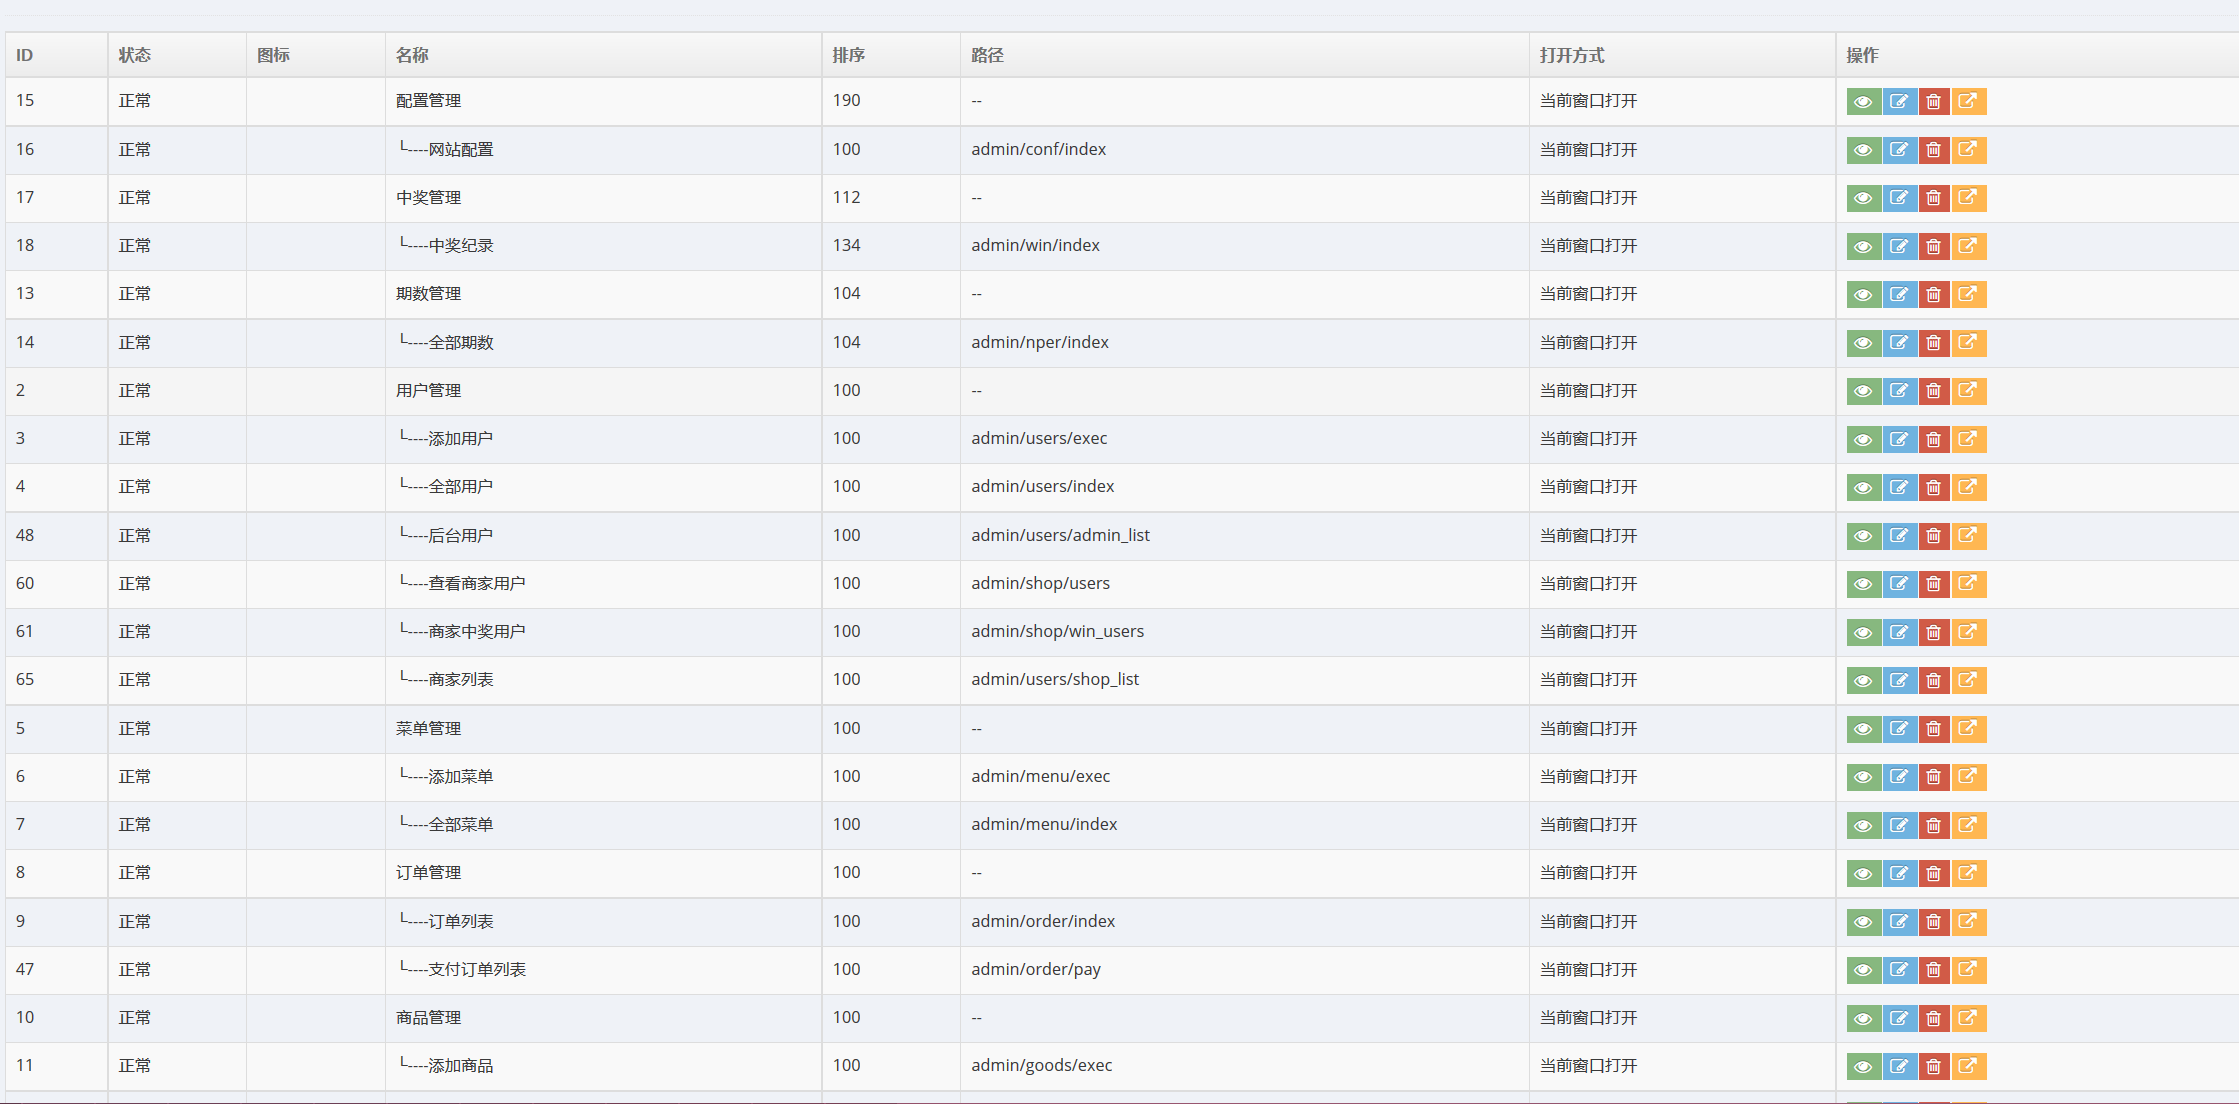 ID 状态 图标 名称 排序 路径 打开方式 操作
15 正常 配置管理 190 -- 当前窗口打开
16 正常 └----网站配置 100 admin/conf/index 当前窗口打开
17 正常 中奖管理 112 -- 当前窗口打开
18 正常 └----中奖纪录 134 admin/win/index 当前窗口打开
13 正常 期数管理 104 -- 当前窗口打开
14 正常 └----全部期数 104 admin/nper/index 当前窗口打开
2 正常 用户管理 100 -- 当前窗口打开
3 正常 └----添加用户 100 admin/users/exec 当前窗口打开
4 正常 └----全部用户 100 admin/users/index 当前窗口打开
48 正常 └----后台用户 100 admin/users/admin_list 当前窗口打开
60 正常 └----查看商家用户 100 admin/shop/users 当前窗口打开
61 正常 └----商家中奖用户 100 admin/shop/win_users 当前窗口打开
65 正常 └----商家列表 100 admin/users/shop_list 当前窗口打开
5 正常 菜单管理 100 -- 当前窗口打开
6 正常 └----添加菜单 100 admin/menu/exec 当前窗口打开
7 正常 └----全部菜单 100 admin/menu/index 当前窗口打开
8 正常 订单管理 100 -- 当前窗口打开
9 正常 └----订单列表 100 admin/order/index 当前窗口打开
47 正常 └----支付订单列表 100 admin/order/pay 当前窗口打开
10 正常 商品管理 100 -- 当前窗口打开
11 正常 └----添加商品 100 admin/goods/exec 当前窗口打开